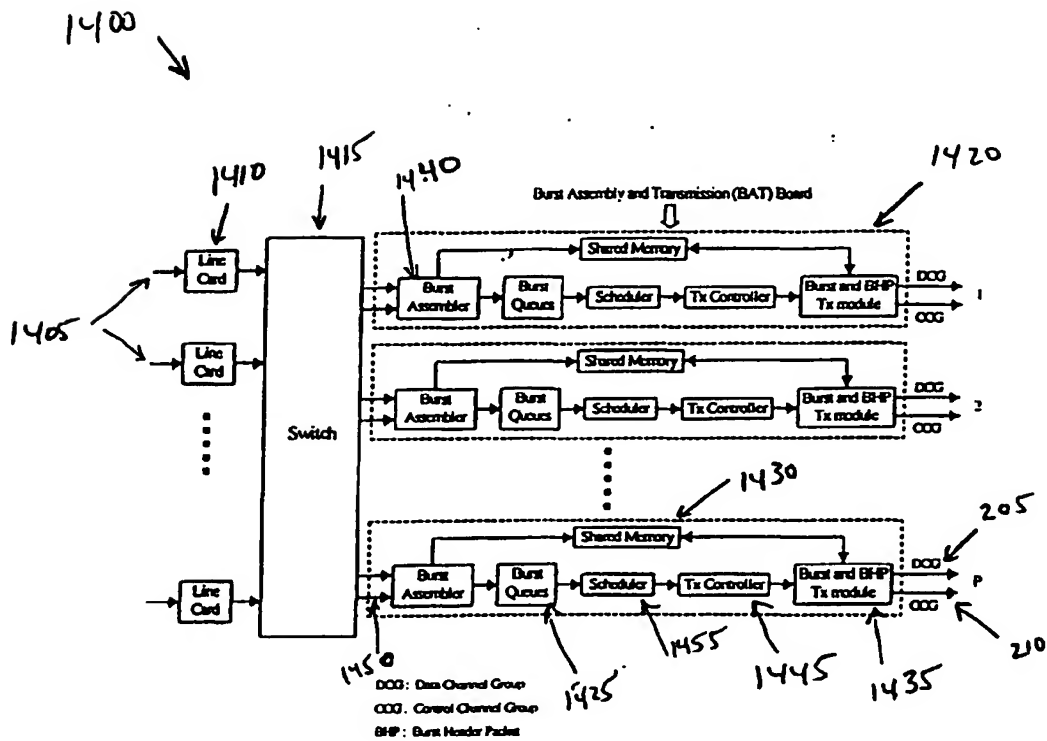 1400
1410
1415
1440
1420
Burst Assembly and Transmission (BAT) Board
Line Card
Shared Memory
Burst Assembler
Burst Queues
Scheduler
Tx Controller
Burst and BHP Tx module
DCG
CCG
1
1405
Line Card
Shared Memory
Burst Assembler
Burst Queues
Scheduler
Tx Controller
Burst and BHP Tx module
DCG
CCG
2
Switch
1430
205
Line Card
Shared Memory
Burst Assembler
Burst Queues
Scheduler
Tx Controller
Burst and BHP Tx module
DCG
CCG
P
1450
1425
1455
1445
1435
210
DCG: Data Channel Group
CCG: Control Channel Group
BHP: Burst Header Packet